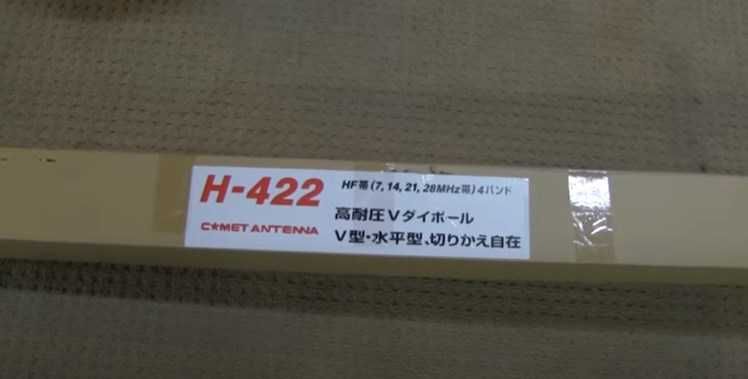 H-422
C★MET ANTENNA
HF帯(7, 14, 21, 28MHz帯)4バンド
高耐圧Vダイポール
V型・水平型、切りかえ自在